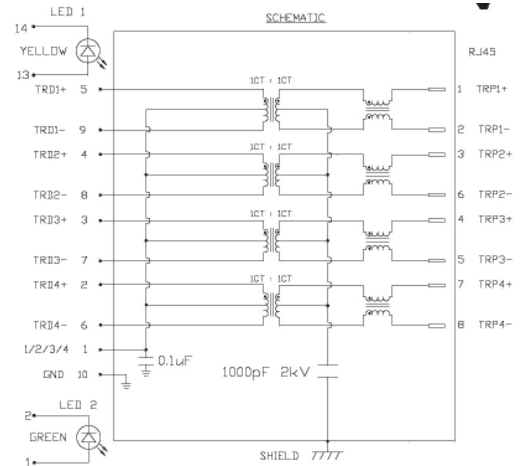 LED 1
SCHEMATIC
14
YELLOW
RJ45
13
TRD1+ 5 1CT : 1CT 1 TRP1+
TRD1- 9 2 TRP1-
TRD2+ 4 1CT : 1CT 3 TRP2+
TRD2- 8 6 TRP2-
TRD3+ 3 1CT : 1CT 4 TRP3+
TRD3- 7 5 TRP3-
TRD4+ 2 1CT : 1CT 7 TRP4+
TRD4- 6 8 TRP4-
1/2/3/4 1
0.1uF
GND 10
1000pF 2kV
LED 2
2
GREEN
1
SHIELD